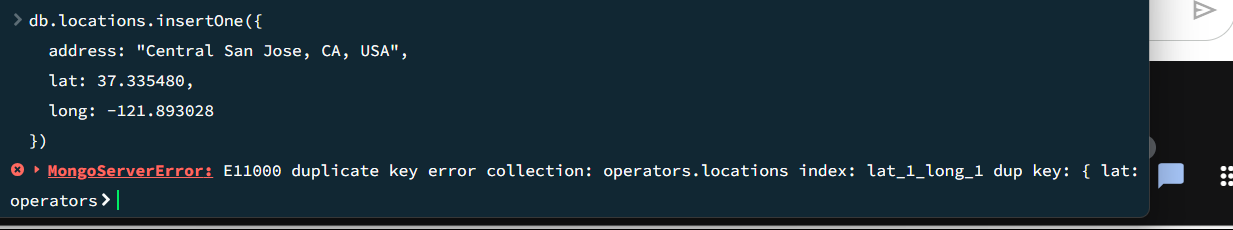 db.locations.insertOne({
address: "Central San Jose, CA, USA",
lat: 37.335480,
long: -121.893028
})
MongoServerError: E11000 duplicate key error collection: operators.locations index: lat_1_long_1 dup key: { lat:
operators>